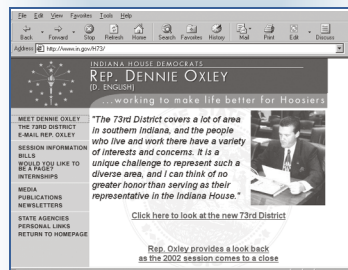 File Edit View Favorites Tools Help
Back Forward Stop Refresh Home Search Favorites History Mail Print Edit Discuss
Address http://www.in.gov/H73/
INDIANA HOUSE DEMOCRATS
REP. DENNIE OXLEY
(D. ENGLISH)
...working to make life better for Hoosiers
MEET DENNIE OXLEY
THE 73RD DISTRICT
E-MAIL REP. OXLEY
SESSION INFORMATION
BILLS
WOULD YOU LIKE TO
BE A PAGE?
INTERNSHIPS
MEDIA
PUBLICATIONS
NEWSLETTERS
STATE AGENCIES
PERSONAL LINKS
RETURN TO HOMEPAGE
"The 73rd District covers a lot of area
in southern Indiana, and the people
who live and work there have a variety
of interests and concerns. It is a
unique challenge to represent such a
diverse area, and I can think of no
greater honor than serving as their
representative in the Indiana House."
Click here to look at the new 73rd District
Rep. Oxley provides a look back
as the 2002 session comes to a close